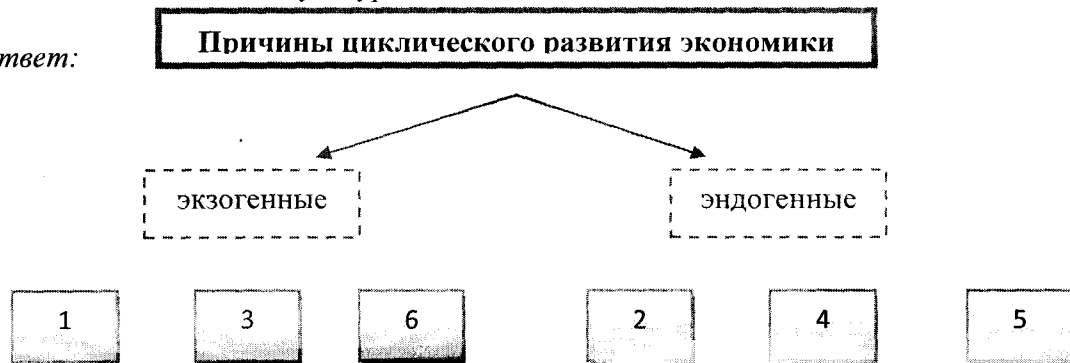 Причины циклического развития экономики
твет:
экзогенные эндогенные
1 3 6 2 4 5